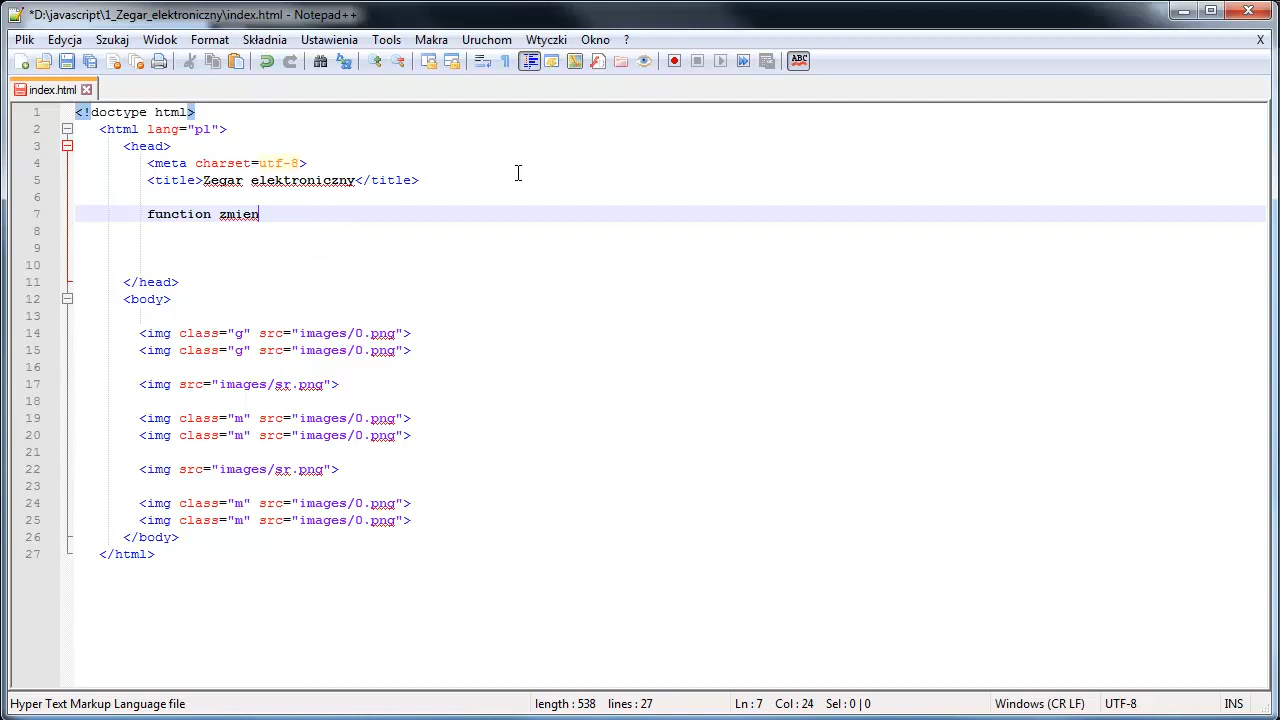 *D:\javascript\1_Zegar_elektroniczny\index.html - Notepad++
Plik Edycja Szukaj Widok Format Składnia Ustawienia Tools Makra Uruchom Wtyczki Okno ? X
ABC
index.html
1 <!doctype html>
2 <html lang="pl">
3 <head>
4 <meta charset=utf-8>
5 <title>Zegar elektroniczny</title>
6
7 function zmien
8
9
10
11 </head>
12 <body>
13
14 <img class="g" src="images/0.png">
15 <img class="g" src="images/0.png">
16
17 <img src="images/sr.png">
18
19 <img class="m" src="images/0.png">
20 <img class="m" src="images/0.png">
21
22 <img src="images/sr.png">
23
24 <img class="m" src="images/0.png">
25 <img class="m" src="images/0.png">
26 </body>
27 </html>
Hyper Text Markup Language file length : 538 lines : 27 Ln : 7 Col : 24 Sel : 0 | 0 Windows (CR LF) UTF-8 INS